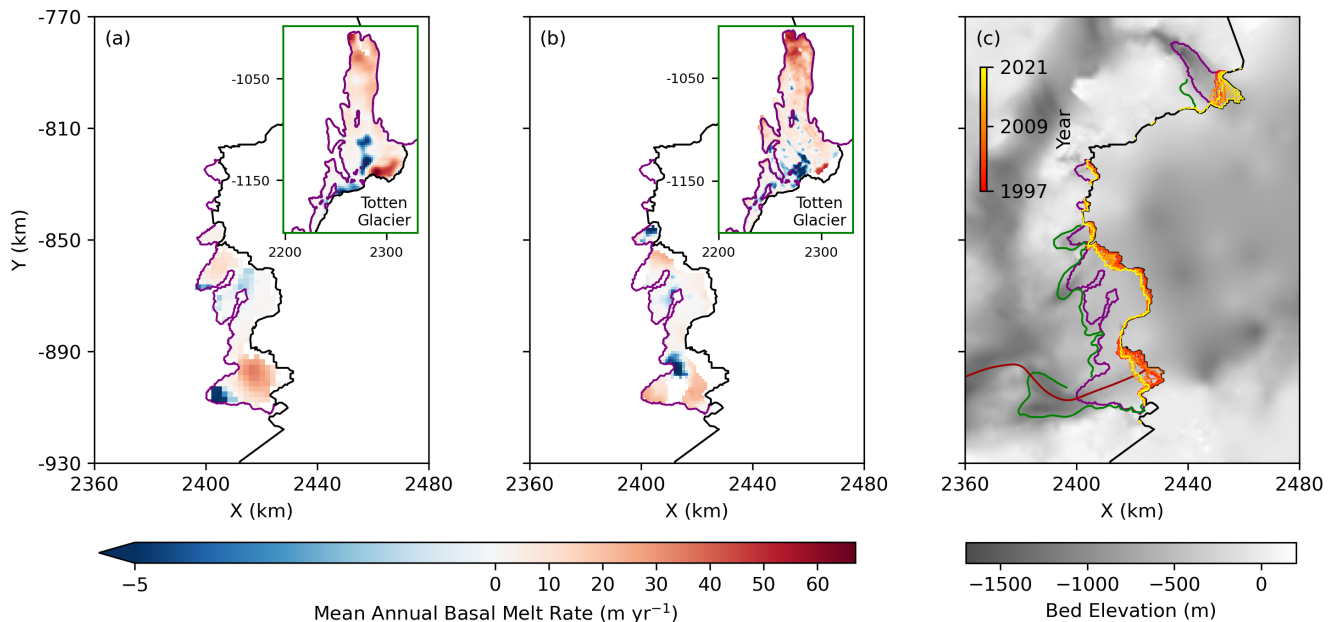 -770
-810
-850
-890
-930
Y (km)
(a)
-1050
-1150
Totten
Glacier
2200
2300
2360
2400
2440
2480
X (km)
(b)
-1050
-1150
Totten
Glacier
2200
2300
2360
2400
2440
2480
X (km)
(c)
2021
2009
1997
Year
2360
2400
2440
2480
X (km)
−5
0
10
20
30
40
50
60
Mean Annual Basal Melt Rate (m yr⁻¹)
−1500
−1000
−500
0
Bed Elevation (m)